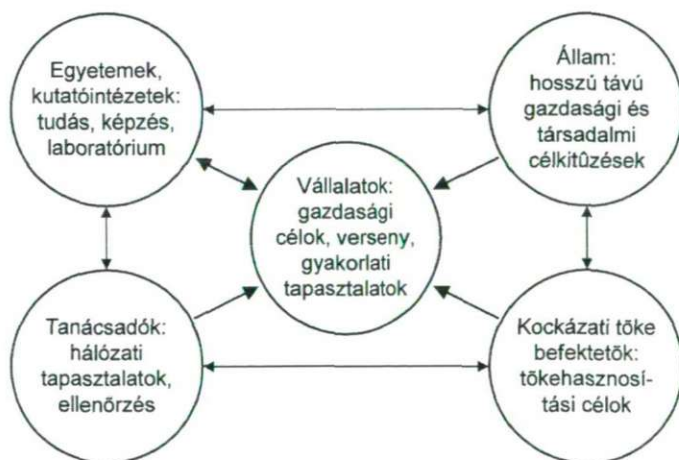 Egyetemek,
kutatóintézetek:
tudás, képzés,
laboratórium
Állam:
hosszú távú
gazdasági és
társadalmi
célkitűzések
Vállalatok:
gazdasági
célok, verseny,
gyakorlati
tapasztalatok
Tanácsadók:
hálózati
tapasztalatok,
ellenőrzés
Kockázati tőke
befektetők:
tőkehasznosí-
tási célok